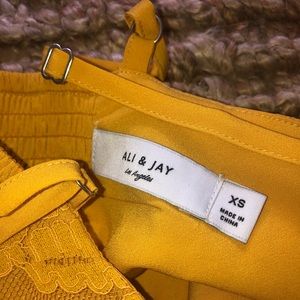 ALI & JAY
Los Angeles
XS
MADE IN
CHINA